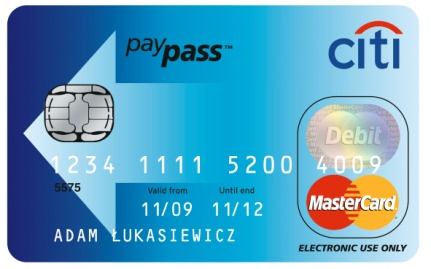 paypass™
citi
Debit
1234 1111 5200 4009
5575
Valid from Until end
11/09 11/12
MasterCard
ADAM ŁUKASIEWICZ
ELECTRONIC USE ONLY